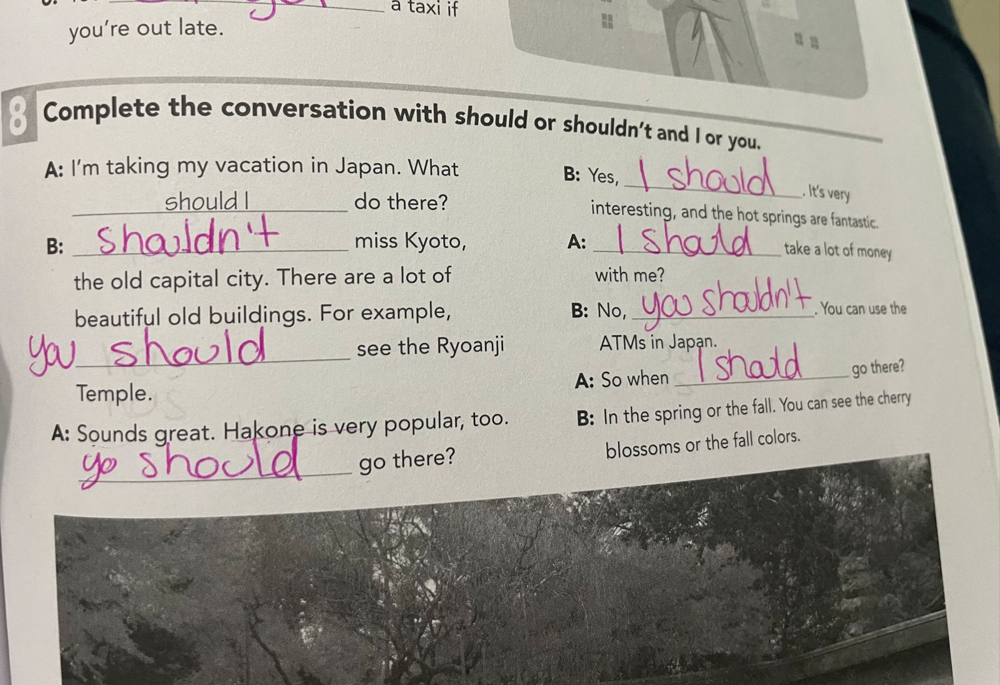 a taxi if
you're out late.
8 Complete the conversation with should or shouldn't and I or you.
A: I'm taking my vacation in Japan. What
should I do there?
B: shouldn't miss Kyoto,
the old capital city. There are a lot of
beautiful old buildings. For example,
you should see the Ryoanji
Temple.
A: Sounds great. Hakone is very popular, too.
yo should go there?
B: Yes, I should. It's very
interesting, and the hot springs are fantastic.
A: I should take a lot of money
with me?
B: No, you shouldn't. You can use the
ATMs in Japan.
A: So when I should go there?
B: In the spring or the fall. You can see the cherry
blossoms or the fall colors.